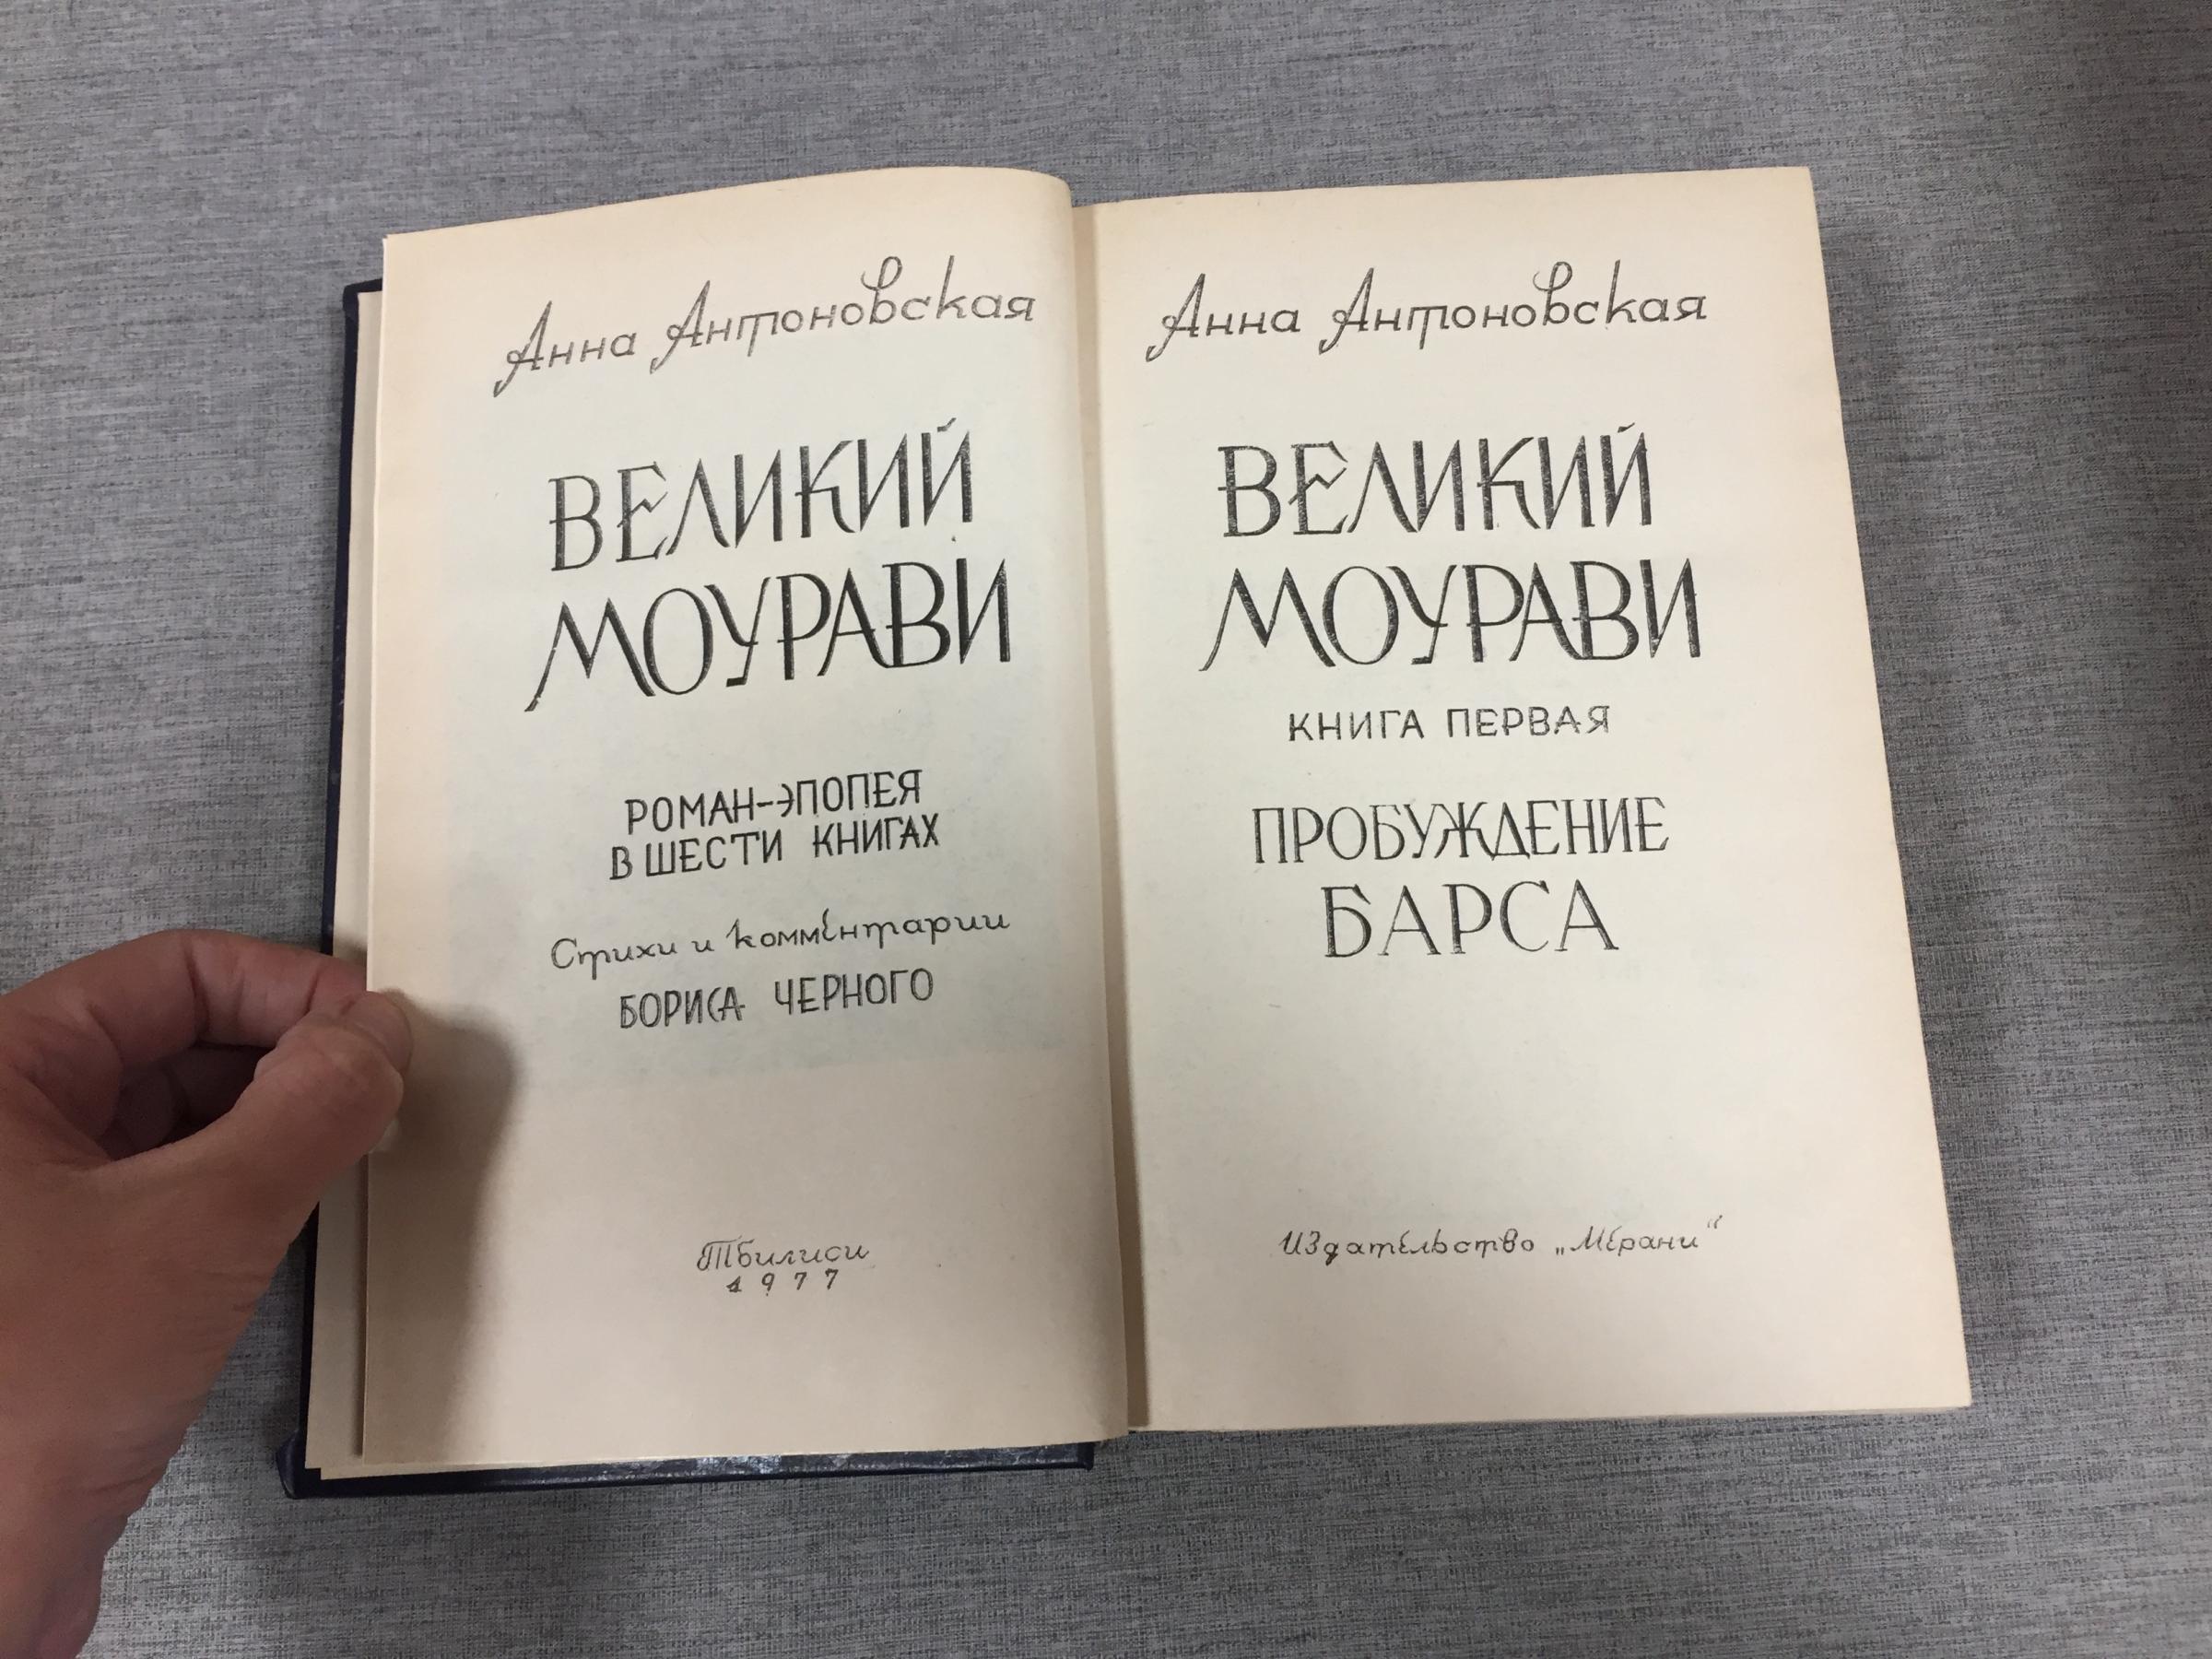 Анна Антоновская
ВЕЛИКИЙ
МОУРАВИ
РОМАН-ЭПОПЕЯ
В ШЕСТИ КНИГАХ
Стихи и комментарии
БОРИСА ЧЕРНОГО
Тбилиси
1977
Анна Антоновская
ВЕЛИКИЙ
МОУРАВИ
КНИГА ПЕРВАЯ
ПРОБУЖДЕНИЕ
БАРСА
Издательство „Мерани“